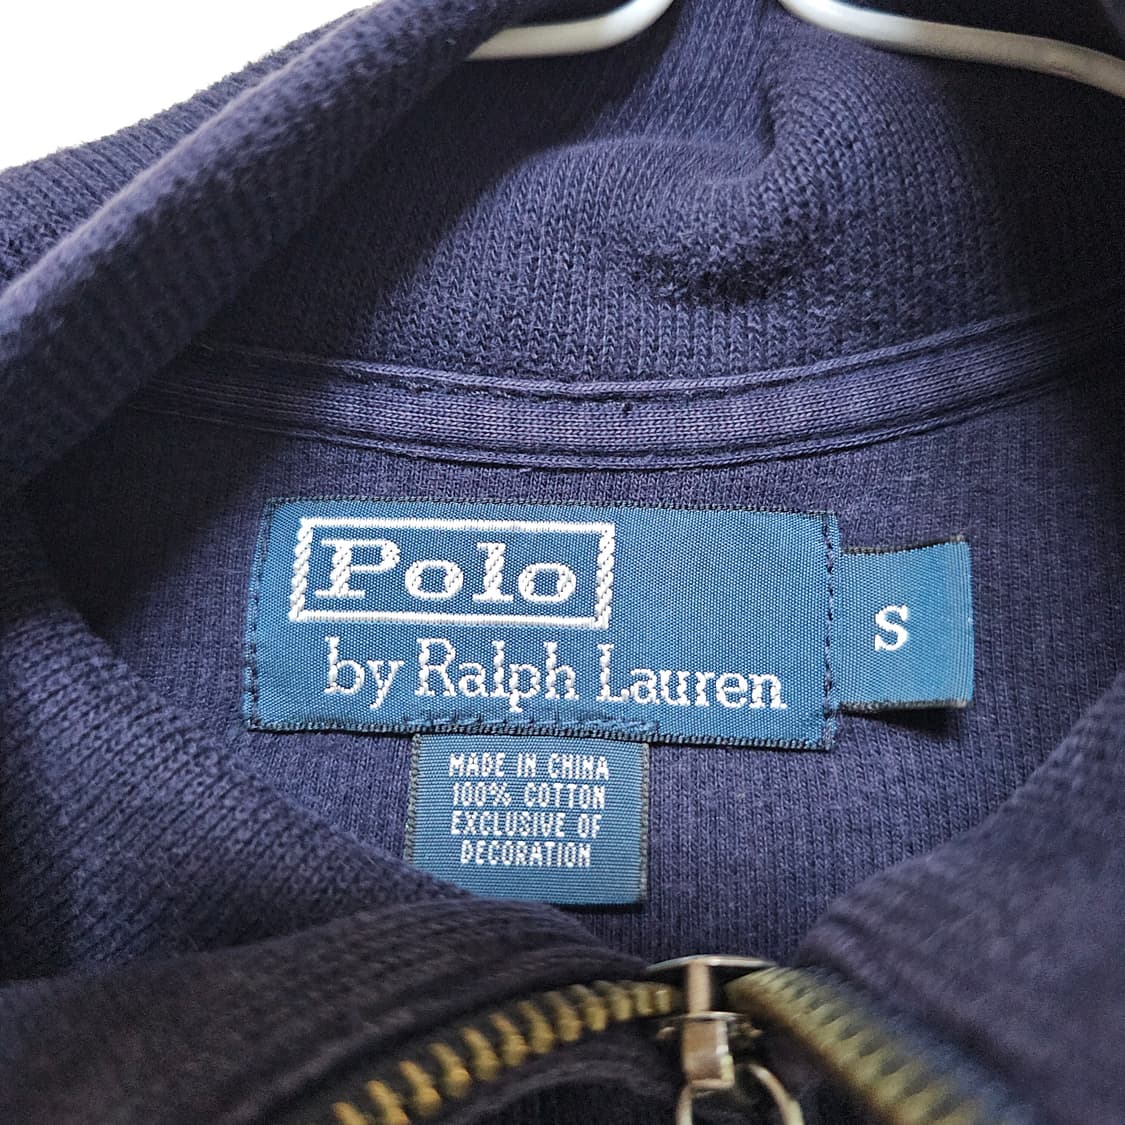 Polo
by Ralph Lauren
S
MADE IN CHINA
100% COTTON
EXCLUSIVE OF
DECORATION